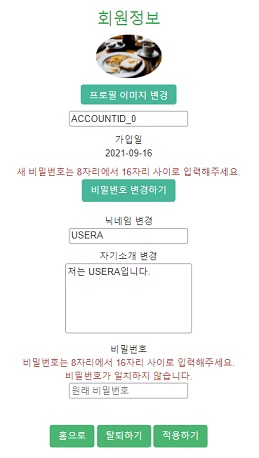 회원정보
프로필 이미지 변경
ACCOUNTID_0
가입일
2021-09-16
새 비밀번호는 8자리에서 16자리 사이로 입력해주세요.
비밀변호 변경하기
닉네임 변경
USERA
자기소개 변경
저는 USERA입니다.
비밀번호
비밀번호는 8자리에서 16자리 사이로 입력해주세요.
비밀번호가 일치하지 않습니다.
원래 비밀번호
홈으로 탈퇴하기 적용하기